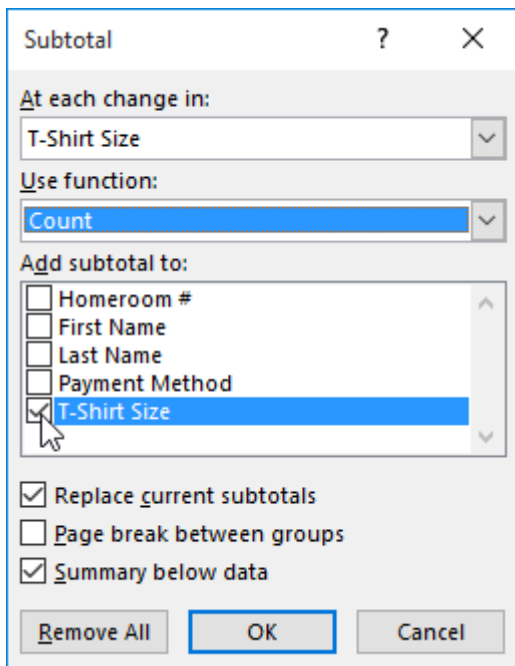 Subtotal ?
At each change in:
T-Shirt Size
Use function:
Count
Add subtotal to:
Homeroom #
First Name
Last Name
Payment Method
T-Shirt Size
Replace current subtotals
Page break between groups
Summary below data
Remove All OK Cancel